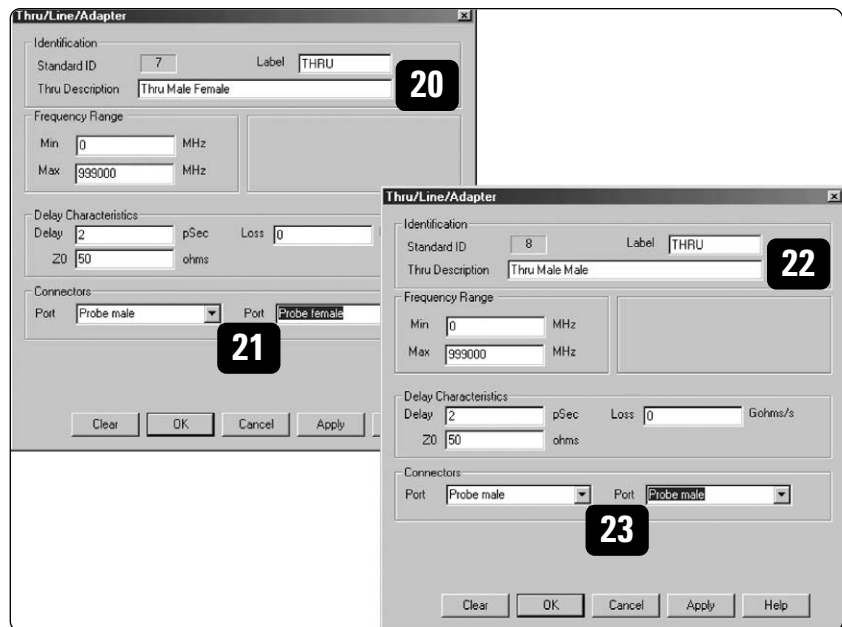 Thru/Line/Adapter
Identification
Standard ID 7 Label THRU
20
Thru Description Thru Male Female
Frequency Range
Min 0 MHz
Max 999000 MHz
Delay Characteristics
Delay 2 pSec Loss 0
Z0 50 ohms
Connectors
Port Probe male Port Probe female
21
Clear OK Cancel Apply
Thru/Line/Adapter
Identification
Standard ID 8 Label THRU
22
Thru Description Thru Male Male
Frequency Range
Min 0 MHz
Max 999000 MHz
Delay Characteristics
Delay 2 pSec Loss 0 Gohms/s
Z0 50 ohms
Connectors
Port Probe male Port Probe male
23
Clear OK Cancel Apply Help